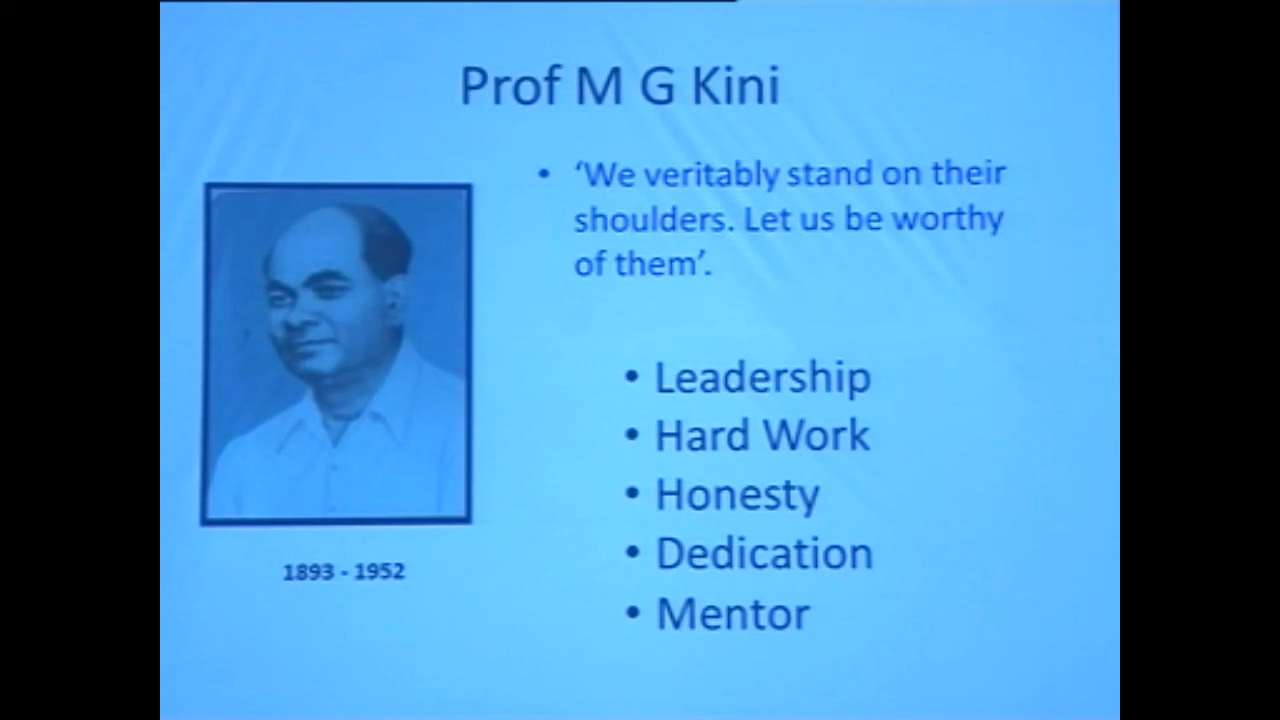 Prof M G Kini
• ‘We veritably stand on their
shoulders. Let us be worthy
of them’.
• Leadership
• Hard Work
• Honesty
• Dedication
• Mentor
1893 - 1952